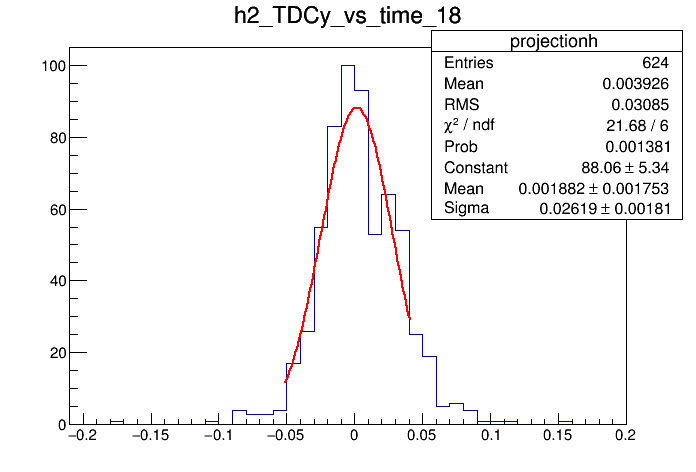 h2_TDCy_vs_time_18
projectionh
Entries 624
Mean 0.003926
RMS 0.03085
χ² / ndf 21.68 / 6
Prob 0.001381
Constant 88.06 ± 5.34
Mean 0.001882 ± 0.001753
Sigma 0.02619 ± 0.00181
100
80
60
40
20
0
−0.2 −0.15 −0.1 −0.05 0 0.05 0.1 0.15 0.2